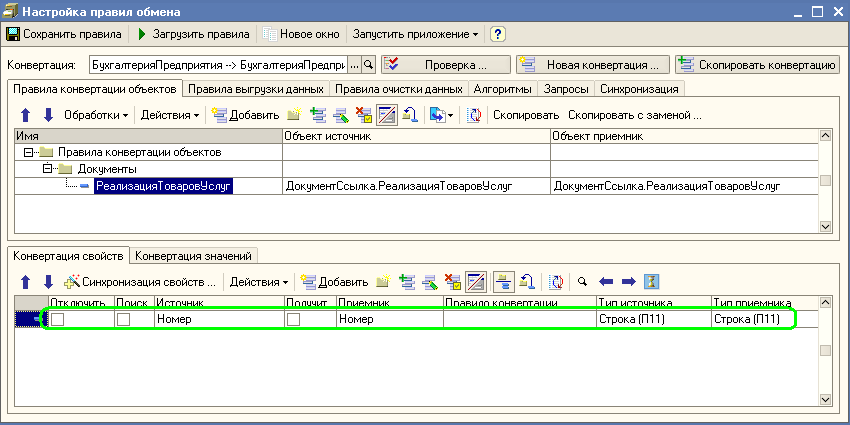 Настройка правил обмена
Сохранить правила Загрузить правила Новое окно Запустить приложение ?
Конвертация: БухгалтерияПредприятия --> БухгалтерияПредпри ... Проверка ... Новая конвертация ... Скопировать конвертацию
Правила конвертации объектов Правила выгрузки данных Правила очистки данных Алгоритмы Запросы Синхронизация
Обработки Действия Добавить Скопировать Скопировать с заменой ...
Имя Объект источник Объект приемник
Правила конвертации объектов
Документы
РеализацияТоваровУслуг ДокументСсылка.РеализацияТоваровУслуг ДокументСсылка.РеализацияТоваровУслуг
Конвертация свойств Конвертация значений
Синхронизация свойств ... Действия Добавить
Отключить Поиск Источник Получит Приемник Правило конвертации Тип источника Тип приемника
Номер Номер Строка (П11) Строка (П11)